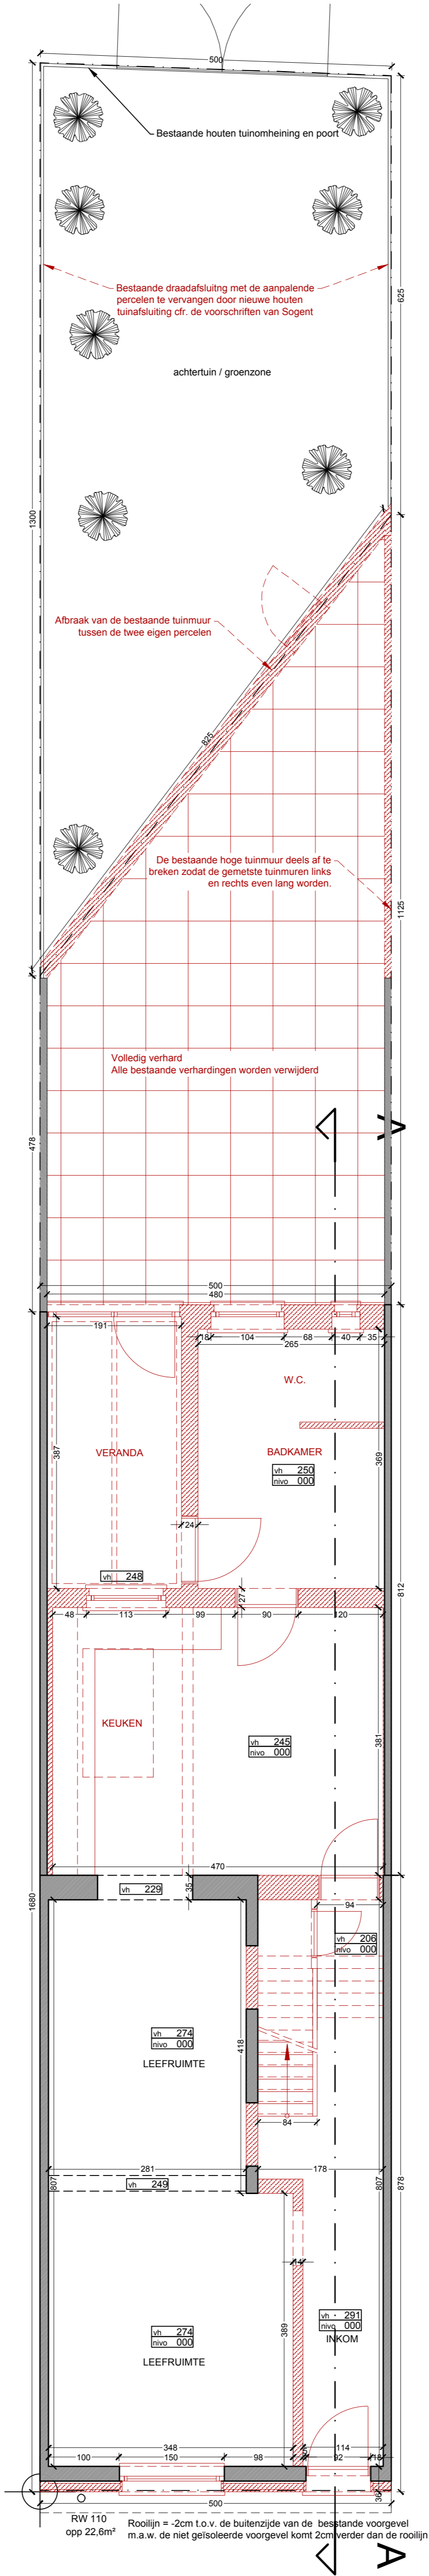 500
Bestaande houten tuinomheining en poort
Bestaande draadafsluitng met de aanpalende
percelen te vervangen door nieuwe houten
tuinafsluiting cfr. de voorschriften van Sogent
625
achtertuin / groenzone
1300
Afbraak van de bestaande tuinmuur
tussen de twee eigen percelen
825
De bestaande hoge tuinmuur deels af te
breken zodat de gemetste tuinmuren links
en rechts even lang worden.
1125
Volledig verhard
Alle bestaande verhardingen worden verwijderd
478
A
500
480
191
18
104
68
40
35
265
W.C.
VERANDA
BADKAMER
387
369
vh 250
nivo 000
24
vh 248
812
27
48
113
99
90
120
KEUKEN
vh 245
nivo 000
381
470
vh 229
35
94
1680
vh 206
nivo 000
vh 274
nivo 000
LEEFRUIMTE
418
84
281
178
807
vh 249
807
878
14
389
vh 291
nivo 000
INKOM
vh 274
nivo 000
LEEFRUIMTE
348
114
100
150
98
92
18
36
500
RW 110
opp 22,6m²
Rooilijn = -2cm t.o.v. de buitenzijde van de bestaande voorgevel
m.a.w. de niet geïsoleerde voorgevel komt 2cm verder dan de rooilijn
A